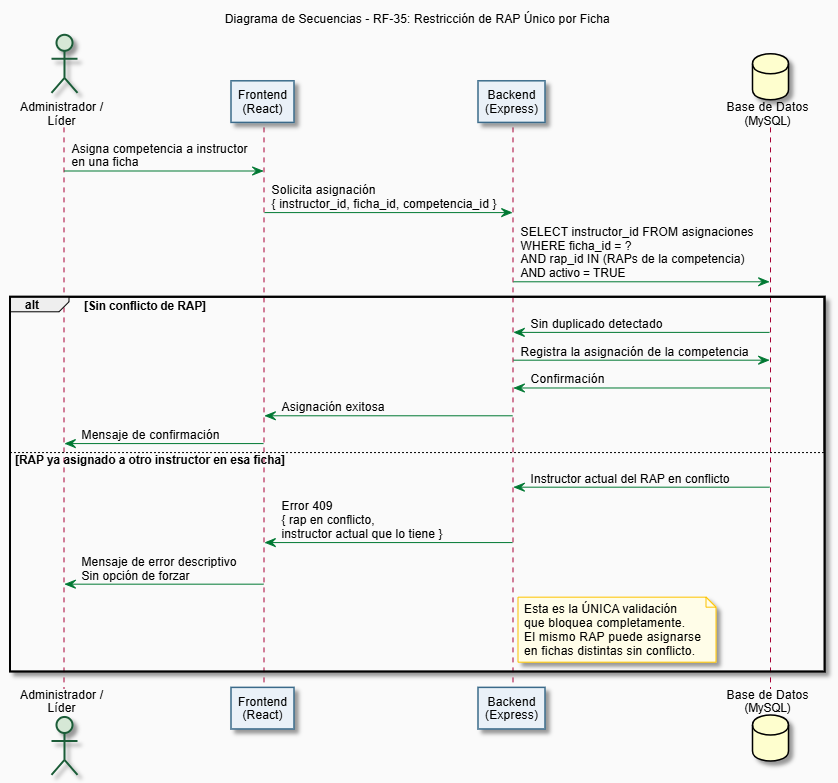 Diagrama de Secuencias - RF-35: Restricción de RAP Único por Ficha
Administrador /
Líder
Frontend
(React)
Backend
(Express)
Base de Datos
(MySQL)
Asigna competencia a instructor
en una ficha
Solicita asignación
{ instructor_id, ficha_id, competencia_id }
SELECT instructor_id FROM asignaciones
WHERE ficha_id = ?
AND rap_id IN (RAPs de la competencia)
AND activo = TRUE
alt
[Sin conflicto de RAP]
Sin duplicado detectado
Registra la asignación de la competencia
Confirmación
Asignación exitosa
Mensaje de confirmación
[RAP ya asignado a otro instructor en esa ficha]
Instructor actual del RAP en conflicto
Error 409
{ rap en conflicto,
instructor actual que lo tiene }
Mensaje de error descriptivo
Sin opción de forzar
Esta es la ÚNICA validación
que bloquea completamente.
El mismo RAP puede asignarse
en fichas distintas sin conflicto.
Administrador /
Líder
Frontend
(React)
Backend
(Express)
Base de Datos
(MySQL)